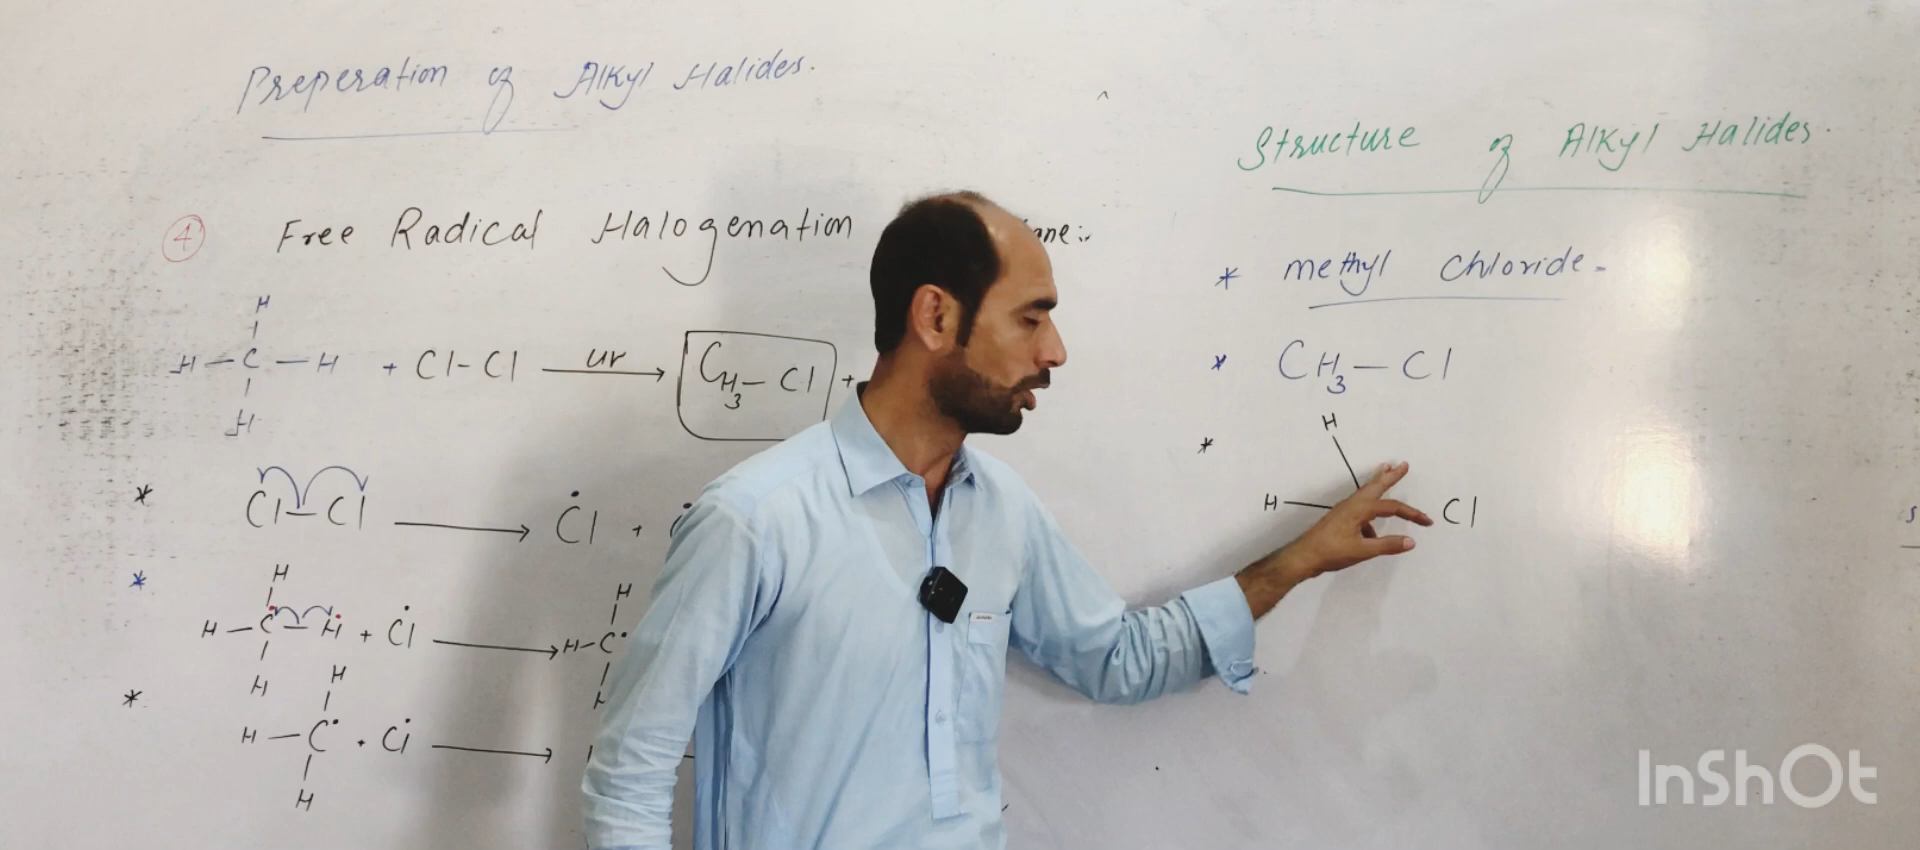 Preperation of Alkyl Halides.
④ Free Radical Halogenation ane:-
H
H — C — H + Cl-Cl uv → CH3 — Cl +
H
* Cl — Cl → Cl• +
H H
* H — C — H + Cl• → H-C•
H H
H
* H — C• + Cl• →
H
Structure of Alkyl Halides.
* methyl chloride.
* CH3 — Cl
* H
H — Cl
InShOt